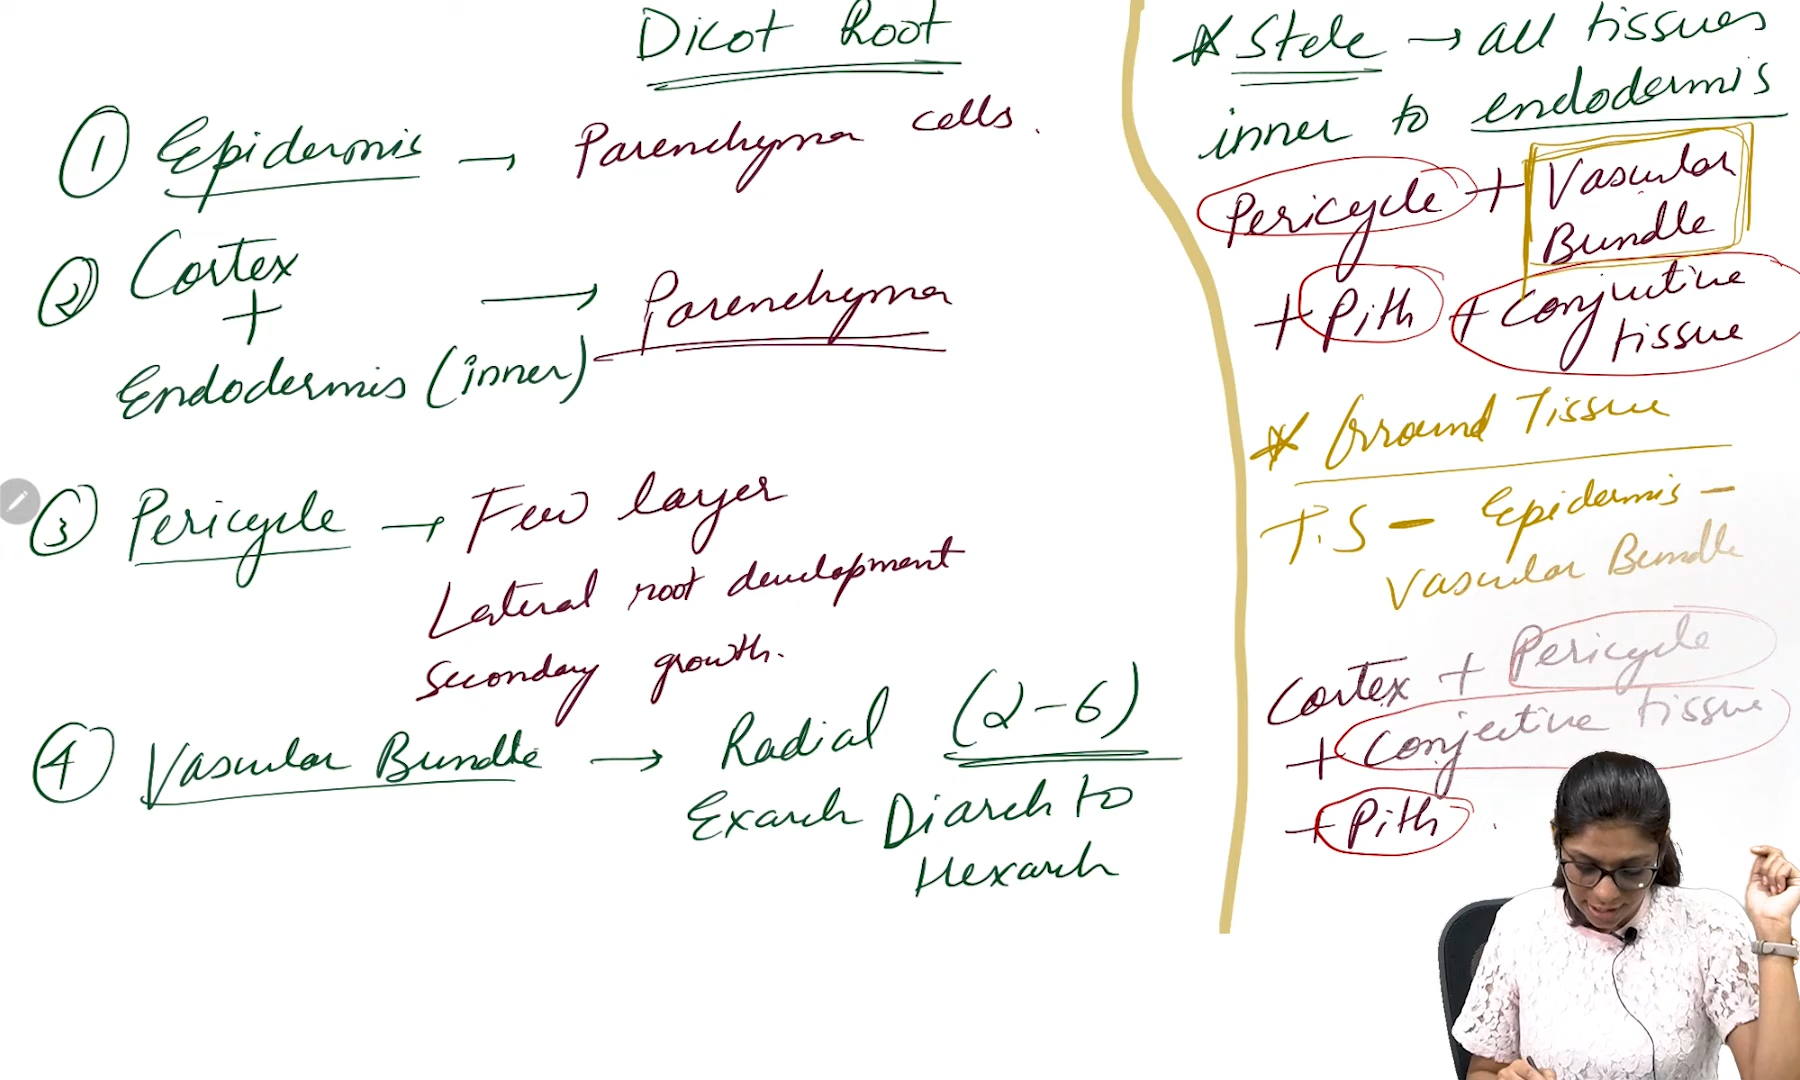 Dicot Root
① Epidermis → Parenchyma cells.
② Cortex
+
Endodermis (inner) → Parenchyma
③ Pericycle → Few layer
Lateral root development
Secondary growth.
④ Vascular Bundle → Radial (2-6)
Exarch Diarch to
Hexarch
* Stele → all tissues
inner to endodermis
Pericycle + Vascular
Bundle
+ Pith + Conjuctive
tissue
* Ground Tissue
T.S - Epidermis -
Vascular Bundle
Cortex + Pericycle
+ Conjective tissue
+ Pith